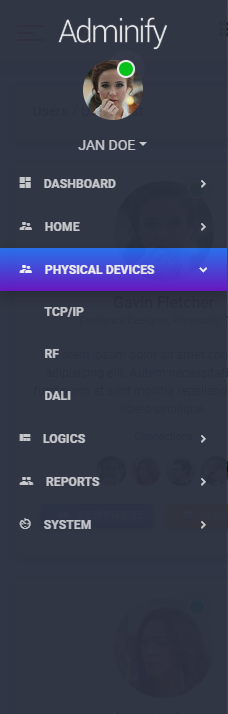 Adminify
JAN DOE
DASHBOARD
HOME
PHYSICAL DEVICES
TCP/IP
RF
DALI
LOGICS
REPORTS
SYSTEM
Gavin Fletcher